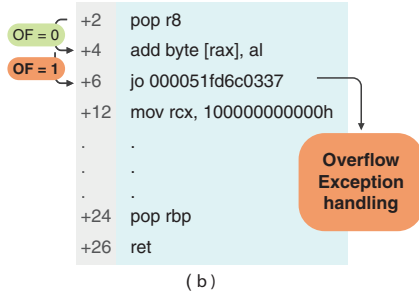 +2 pop r8
OF = 0
+4 add byte [rax], al
OF = 1
+6 jo 000051fd6c0337
+12 mov rcx, 100000000000h
. .
. .
. .
Overflow
Exception
handling
+24 pop rbp
+26 ret
( b )